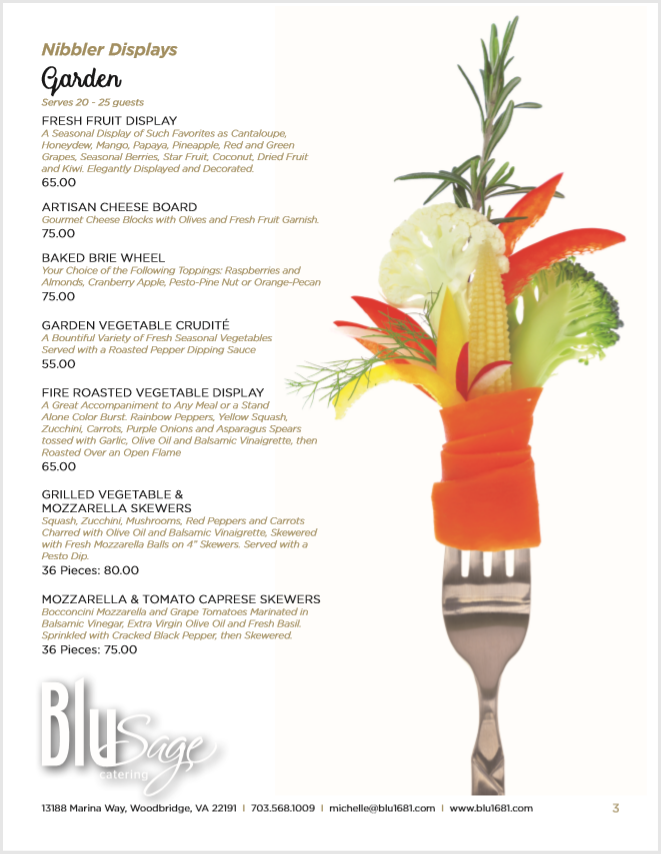 Nibbler Displays
Garden
Serves 20 - 25 guests
FRESH FRUIT DISPLAY
A Seasonal Display of Such Favorites as Cantaloupe,
Honeydew, Mango, Papaya, Pineapple, Red and Green
Grapes, Seasonal Berries, Star Fruit, Coconut, Dried Fruit
and Kiwi. Elegantly Displayed and Decorated.
65.00
ARTISAN CHEESE BOARD
Gourmet Cheese Blocks with Olives and Fresh Fruit Garnish.
75.00
BAKED BRIE WHEEL
Your Choice of the Following Toppings: Raspberries and
Almonds, Cranberry Apple, Pesto-Pine Nut or Orange-Pecan
75.00
GARDEN VEGETABLE CRUDITÉ
A Bountiful Variety of Fresh Seasonal Vegetables
Served with a Roasted Pepper Dipping Sauce
55.00
FIRE ROASTED VEGETABLE DISPLAY
A Great Accompaniment to Any Meal or a Stand
Alone Color Burst. Rainbow Peppers, Yellow Squash,
Zucchini, Carrots, Purple Onions and Asparagus Spears
tossed with Garlic, Olive Oil and Balsamic Vinaigrette, then
Roasted Over an Open Flame
65.00
GRILLED VEGETABLE &
MOZZARELLA SKEWERS
Squash, Zucchini, Mushrooms, Red Peppers and Carrots
Charred with Olive Oil and Balsamic Vinaigrette, Skewered
with Fresh Mozzarella Balls on 4” Skewers. Served with a
Pesto Dip.
36 Pieces: 80.00
MOZZARELLA & TOMATO CAPRESE SKEWERS
Bocconcini Mozzarella and Grape Tomatoes Marinated in
Balsamic Vinegar, Extra Virgin Olive Oil and Fresh Basil.
Sprinkled with Cracked Black Pepper, then Skewered.
36 Pieces: 75.00
Blu Sage
catering
13188 Marina Way, Woodbridge, VA 22191 | 703.568.1009 | michelle@blu1681.com | www.blu1681.com 3